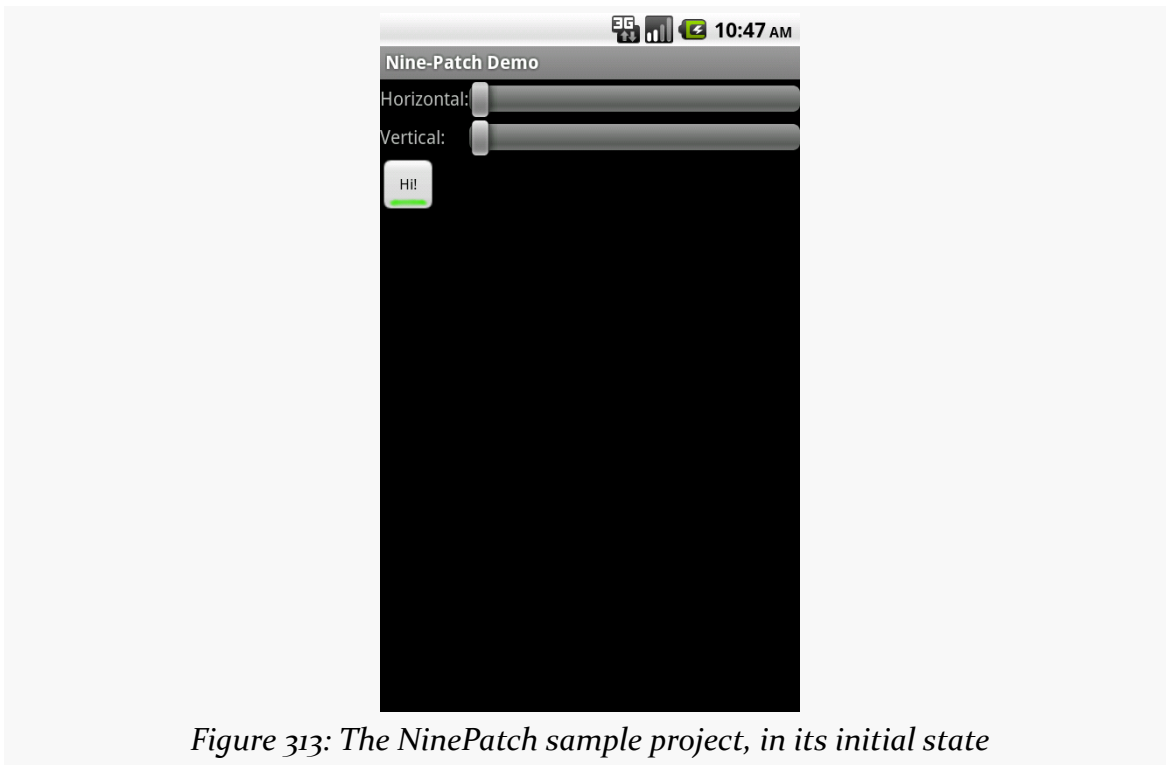 3G 10:47 AM
Nine-Patch Demo
Horizontal:
Vertical:
Hi!
Figure 313: The NinePatch sample project, in its initial state